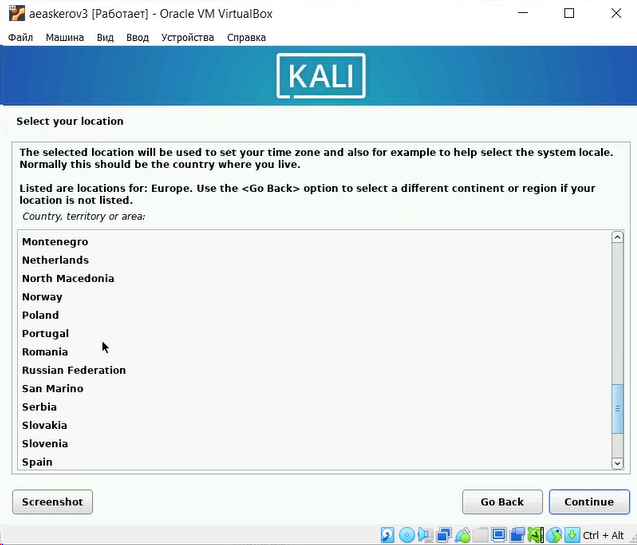 aeaskerov3 [Работает] - Oracle VM VirtualBox
Файл Машина Вид Ввод Устройства Справка
KALI
Select your location
The selected location will be used to set your time zone and also for example to help select the system locale.
Normally this should be the country where you live.
Listed are locations for: Europe. Use the <Go Back> option to select a different continent or region if your
location is not listed.
Country, territory or area:
Montenegro
Netherlands
North Macedonia
Norway
Poland
Portugal
Romania
Russian Federation
San Marino
Serbia
Slovakia
Slovenia
Spain
Screenshot Go Back Continue
Ctrl + Alt